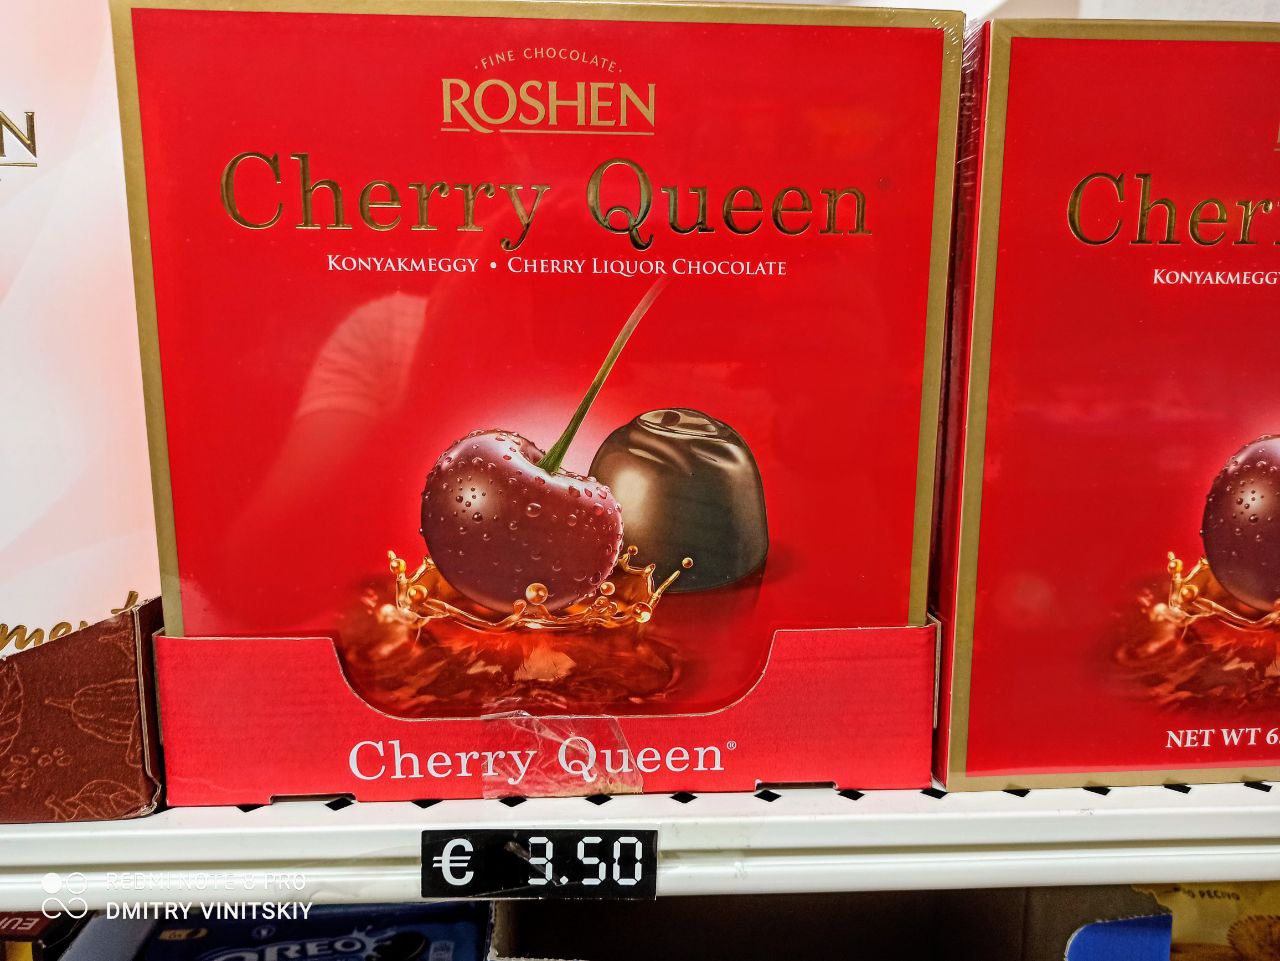 N
· FINE CHOCOLATE ·
ROSHEN
Cherry Queen
KONYAKMEGGY • CHERRY LIQUOR CHOCOLATE
Cherry Queen®
€ 3.50
KONYAKMEGGY
NET WT
REDMI NOTE 8 PRO
DMITRY VINITSKIY
OREO